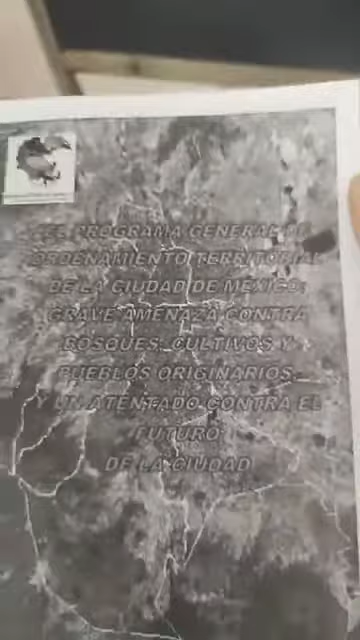 EL PROGRAMA GENERAL DE
ORDENAMIENTO TERRITORIAL
DE LA CIUDAD DE MEXICO:
GRAVE AMENAZA CONTRA
BOSQUES, CULTIVOS Y
PUEBLOS ORIGINARIOS.
Y UN ATENTADO CONTRA EL
FUTURO
DE LA CIUDAD